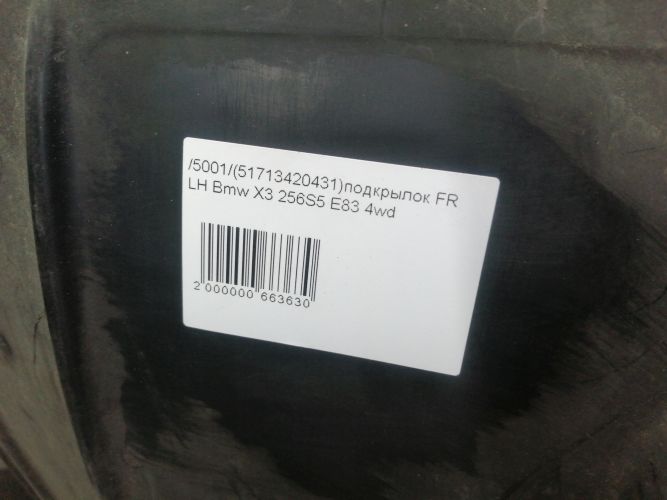 /5001/(51713420431)подкрылок FR
LH Bmw X3 256S5 E83 4wd
2 000000 663630